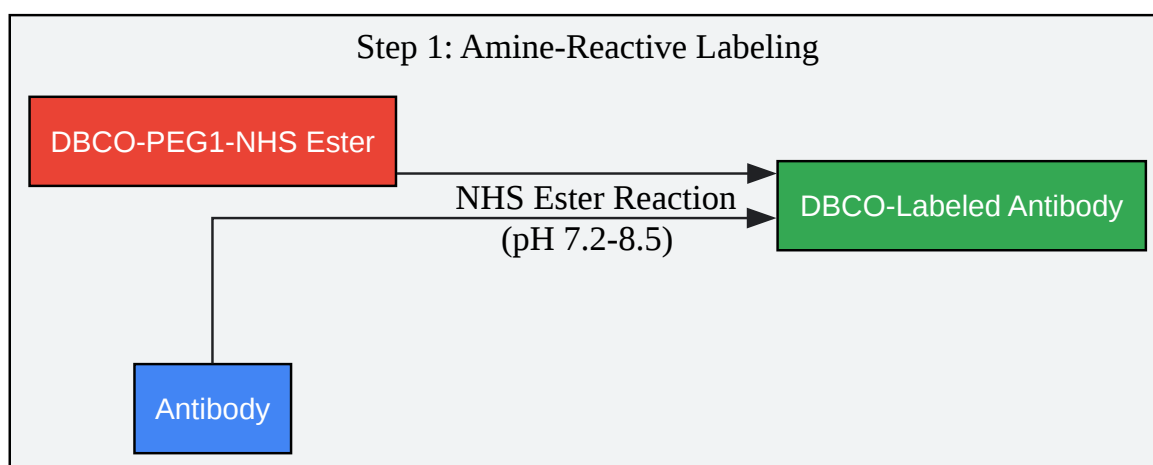 Step 1: Amine-Reactive Labeling
DBCO-PEG1-NHS Ester
NHS Ester Reaction
(pH 7.2-8.5)
DBCO-Labeled Antibody
Antibody